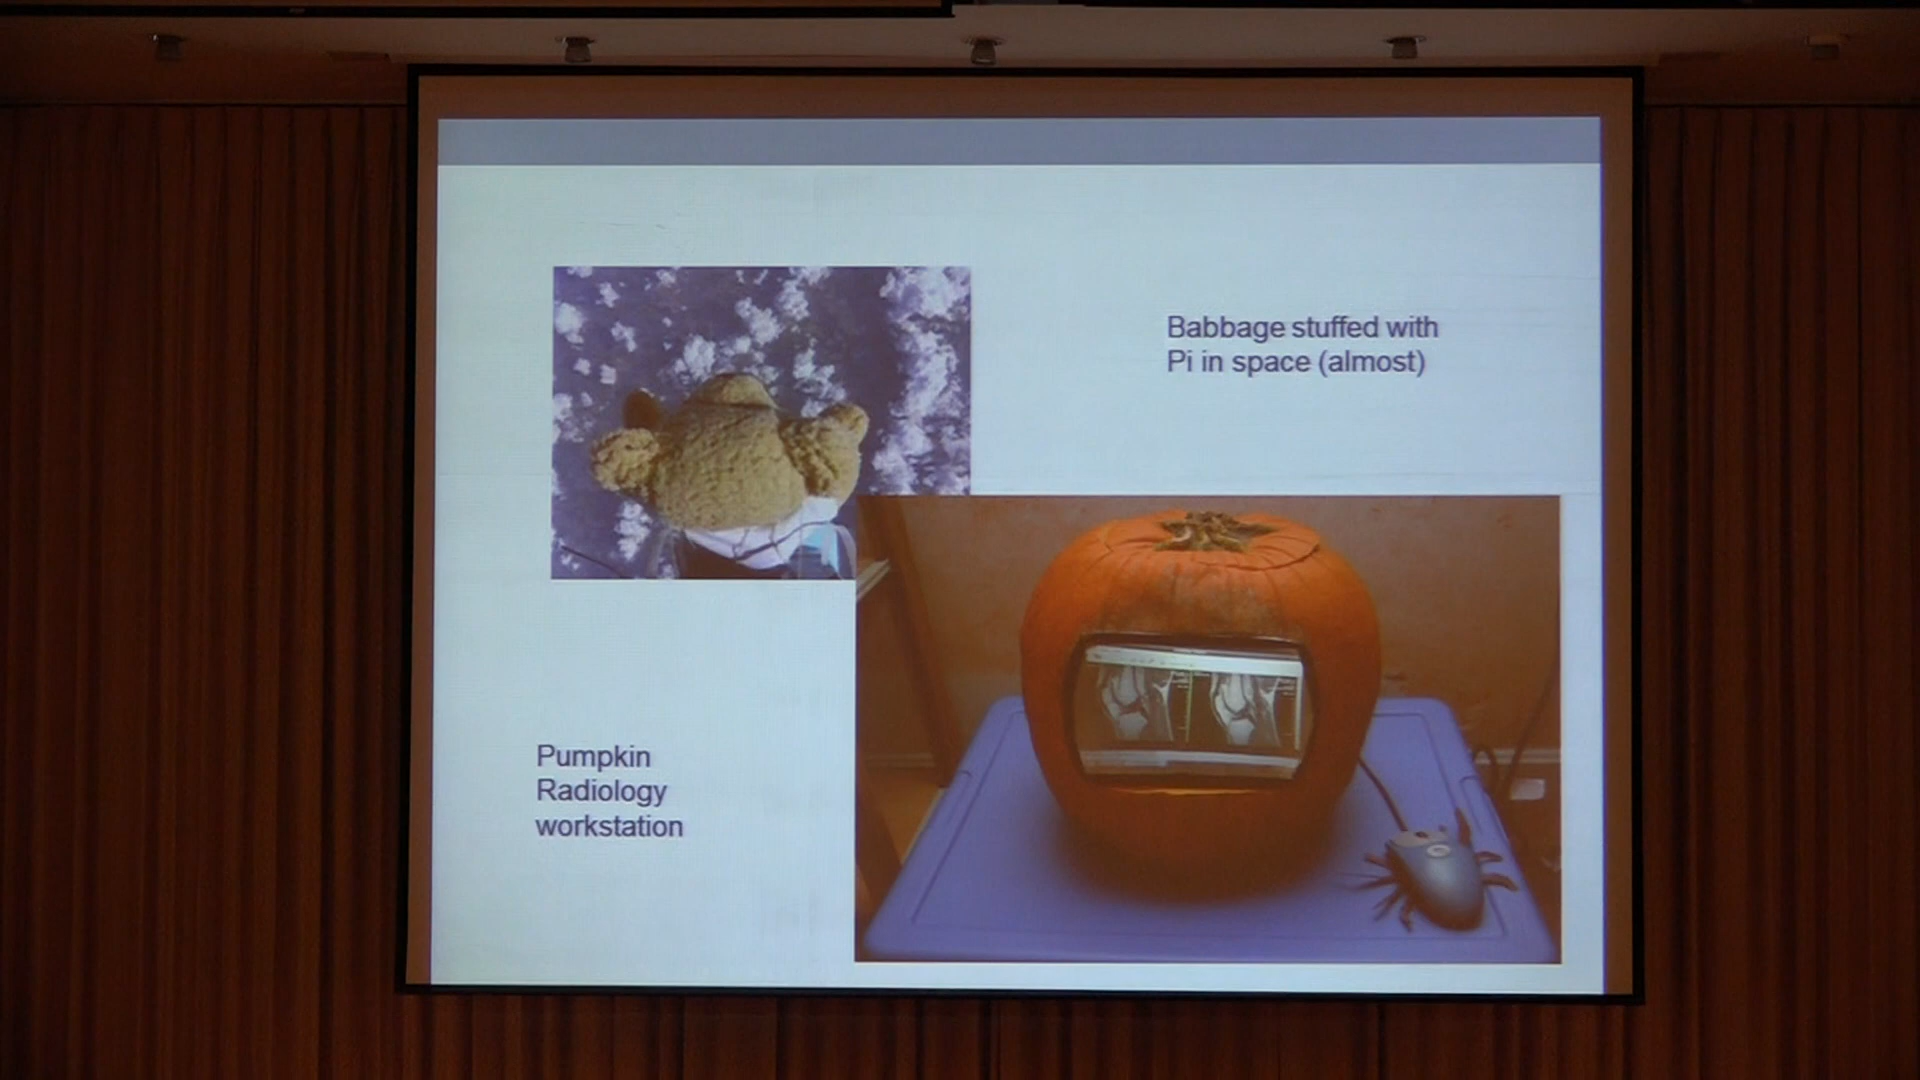 Babbage stuffed with
Pi in space (almost)
Pumpkin
Radiology
workstation